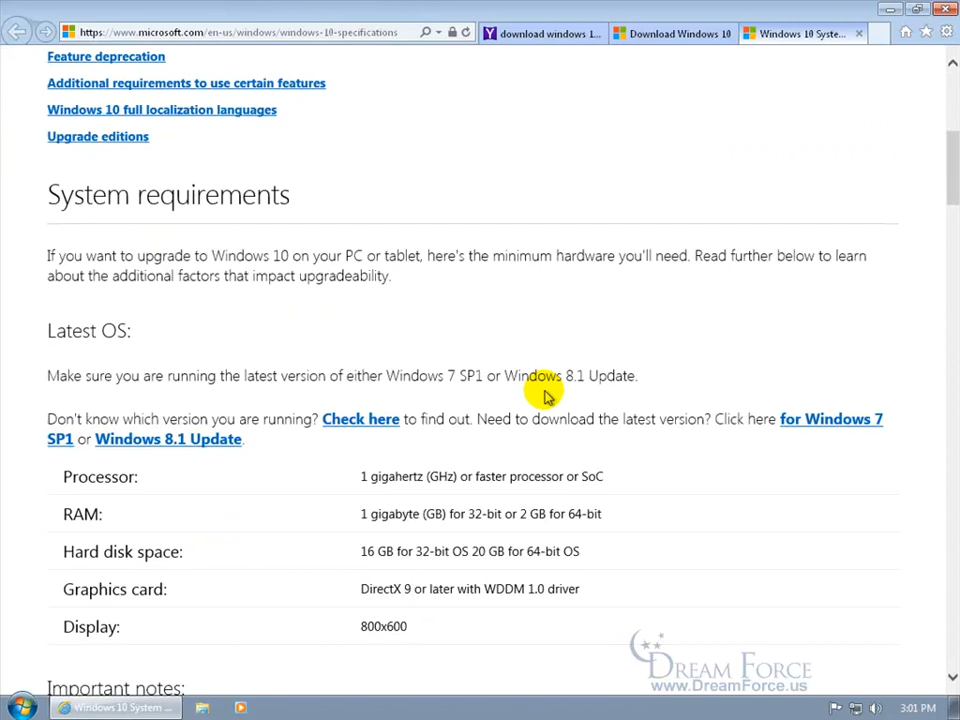 https://www.microsoft.com/en-us/windows/windows-10-specifications
download windows 1...
Download Windows 10
Windows 10 Syste...
Feature deprecation
Additional requirements to use certain features
Windows 10 full localization languages
Upgrade editions
System requirements
If you want to upgrade to Windows 10 on your PC or tablet, here's the minimum hardware you'll need. Read further below to learn
about the additional factors that impact upgradeability.
Latest OS:
Make sure you are running the latest version of either Windows 7 SP1 or Windows 8.1 Update.
Don't know which version you are running? Check here to find out. Need to download the latest version? Click here for Windows 7
SP1 or Windows 8.1 Update.
Processor: 1 gigahertz (GHz) or faster processor or SoC
RAM: 1 gigabyte (GB) for 32-bit or 2 GB for 64-bit
Hard disk space: 16 GB for 32-bit OS 20 GB for 64-bit OS
Graphics card: DirectX 9 or later with WDDM 1.0 driver
Display: 800x600
DREAM FORCE
www.DreamForce.us
Important notes:
Windows 10 System ...
3:01 PM